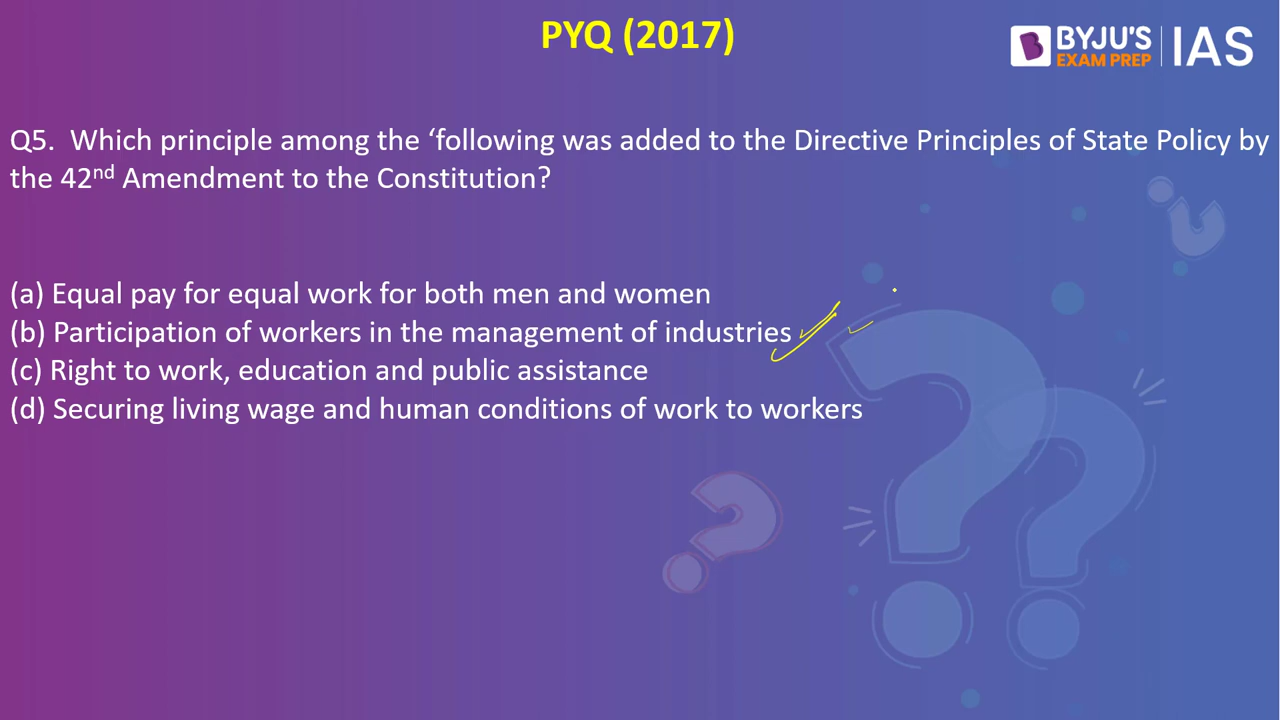 PYQ (2017)
BYJU'S
EXAM PREP
IAS
Q5. Which principle among the ‘following was added to the Directive Principles of State Policy by
the 42nd Amendment to the Constitution?
(a) Equal pay for equal work for both men and women
(b) Participation of workers in the management of industries
(c) Right to work, education and public assistance
(d) Securing living wage and human conditions of work to workers